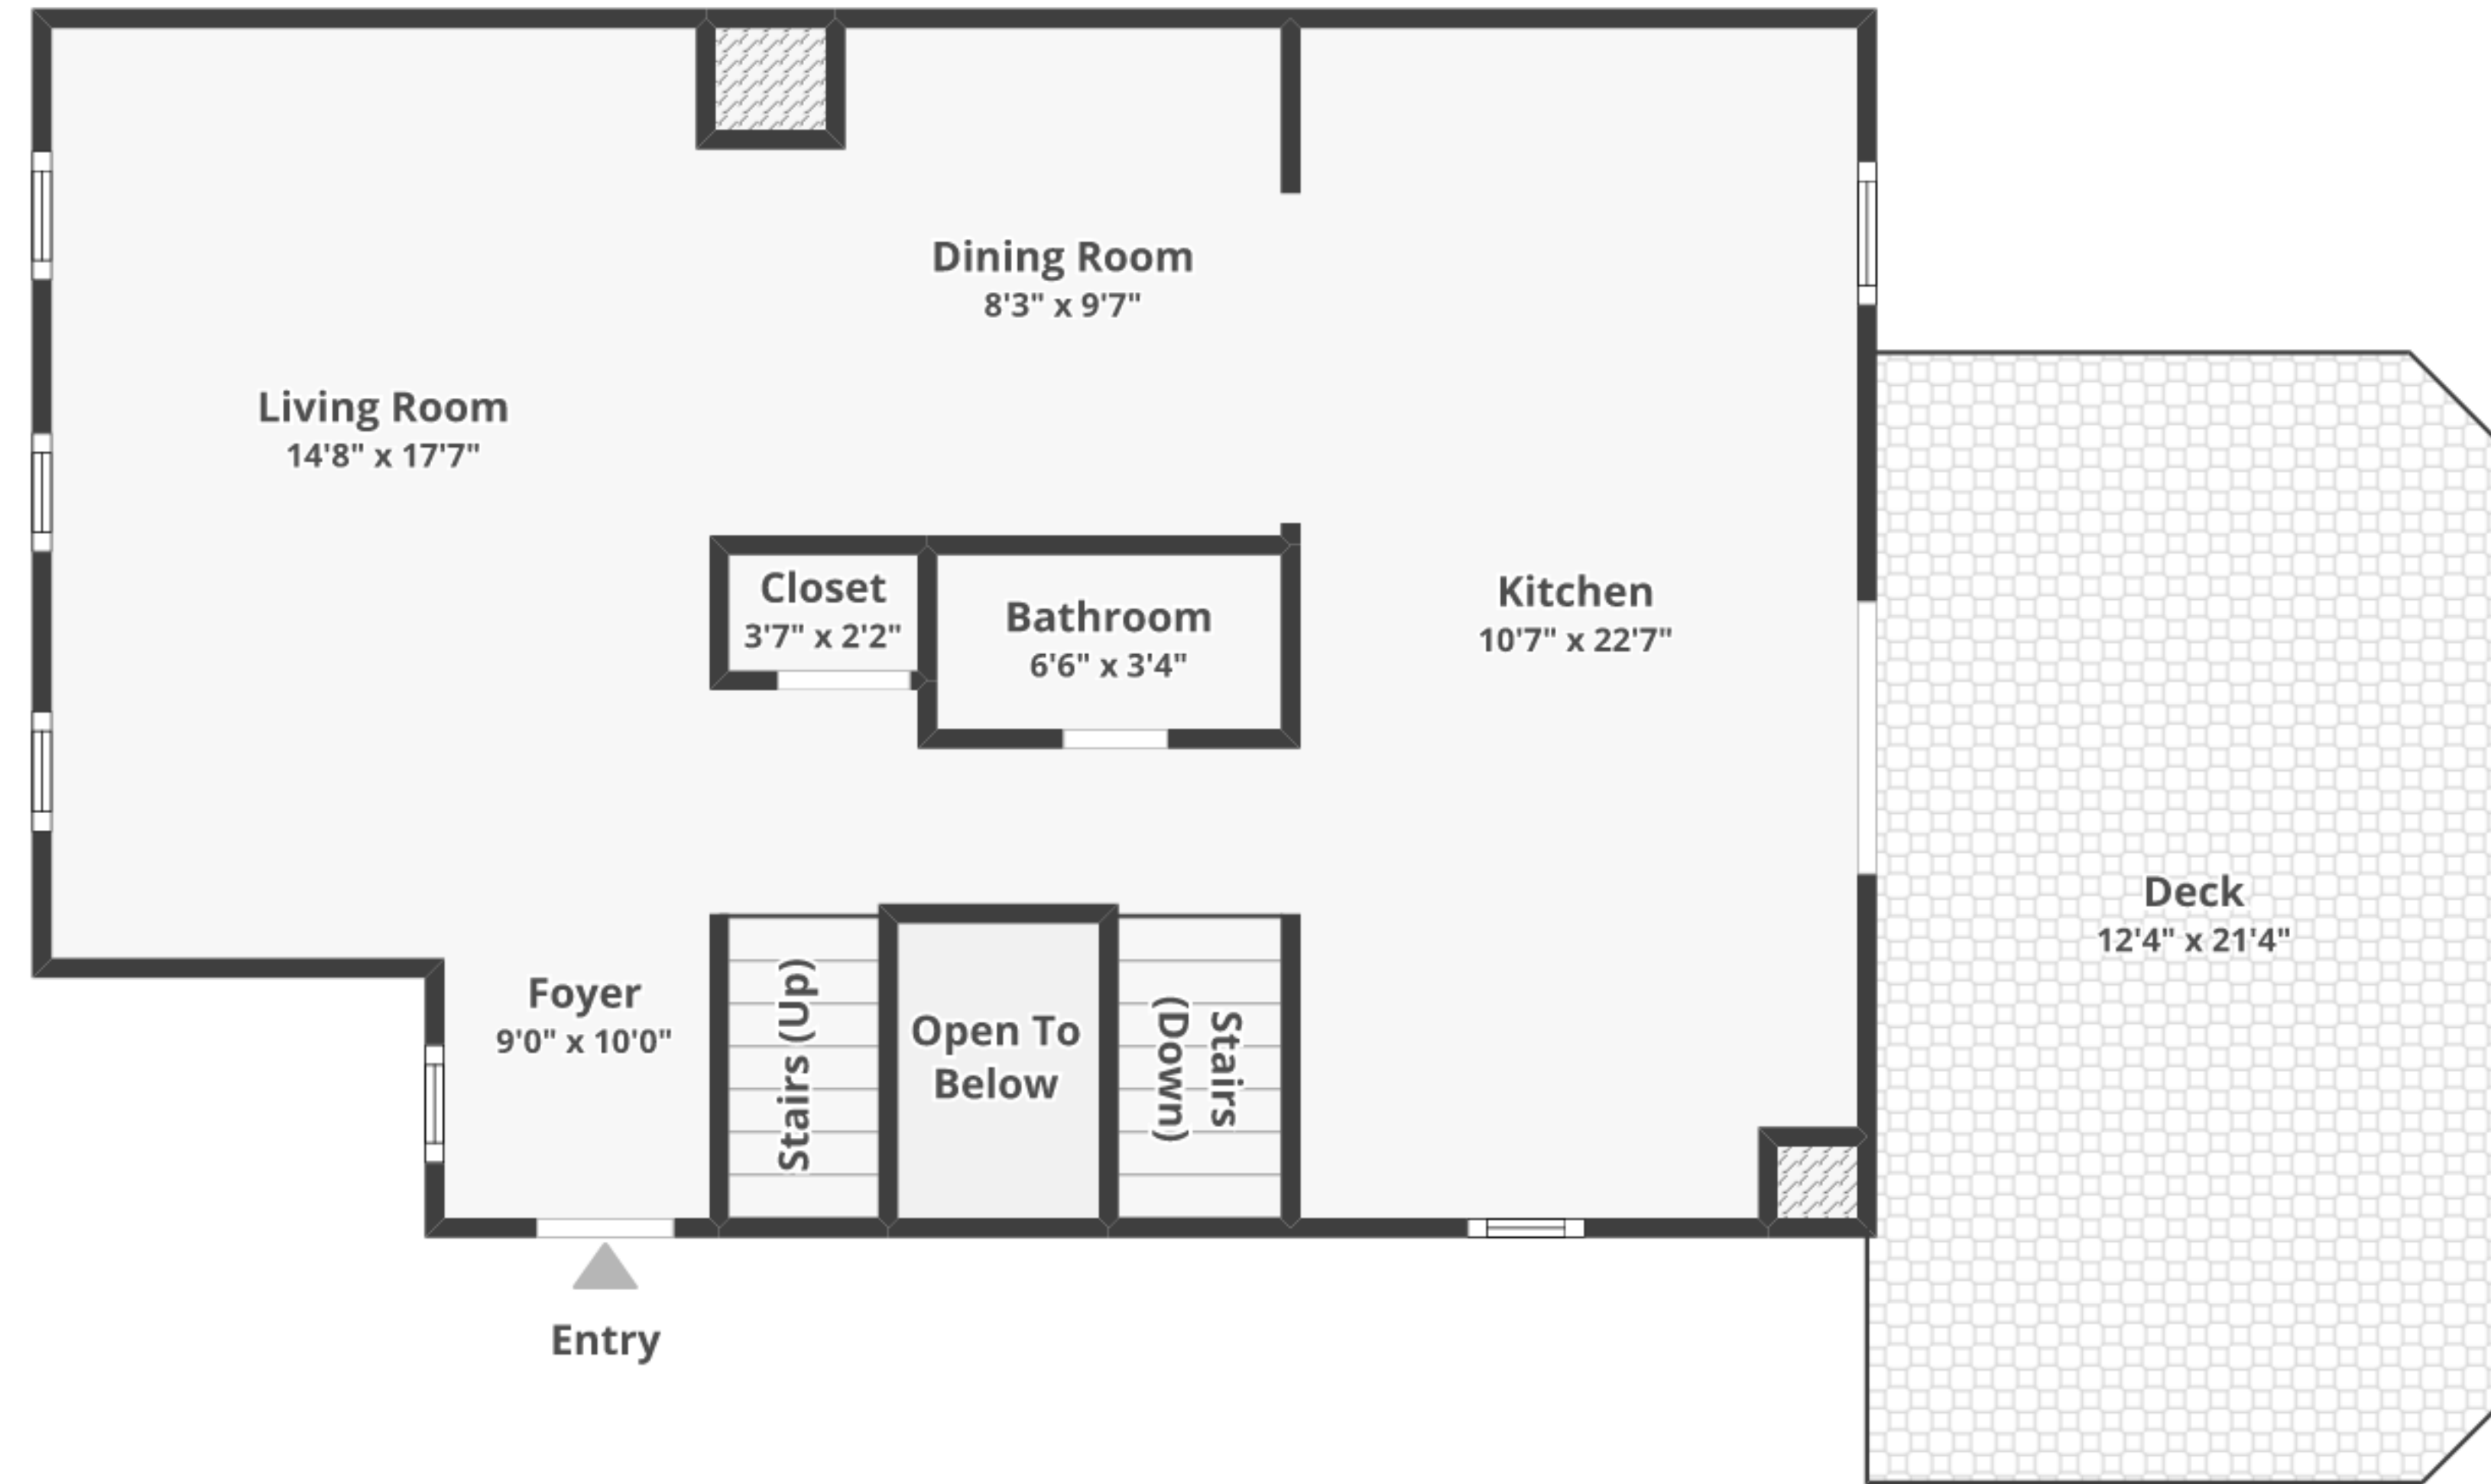 Dining Room
8'3" x 9'7"
Living Room
14'8" x 17'7"
Closet
3'7" x 2'2"
Bathroom
6'6" x 3'4"
Kitchen
10'7" x 22'7"
Deck
12'4" x 21'4"
Foyer
9'0" x 10'0"
Stairs (Up)
Open To
Below
Stairs
(Down)
Entry